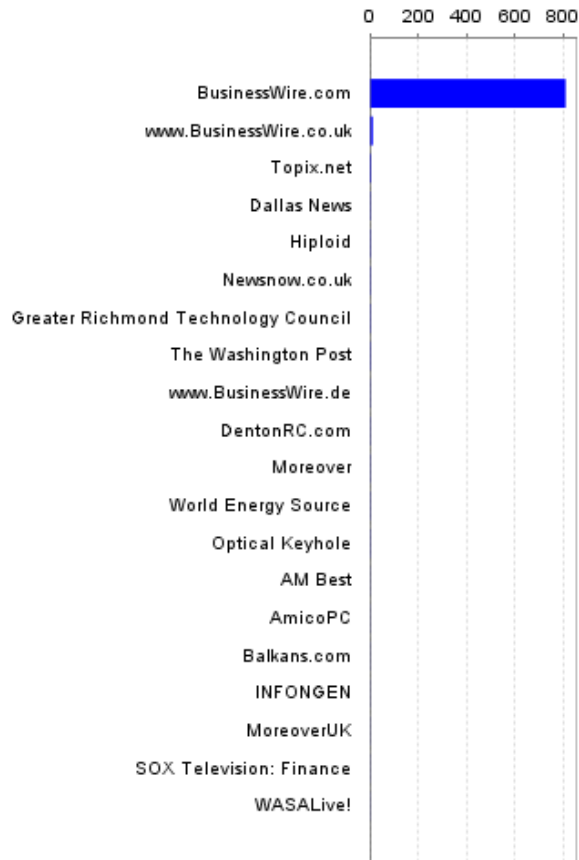 0 200 400 600 800
BusinessWire.com
www.BusinessWire.co.uk
Topix.net
Dallas News
Hiploid
Newsnow.co.uk
Greater Richmond Technology Council
The Washington Post
www.BusinessWire.de
DentonRC.com
Moreover
World Energy Source
Optical Keyhole
AM Best
AmicoPC
Balkans.com
INFONGEN
MoreoverUK
SOX Television: Finance
WASALive!